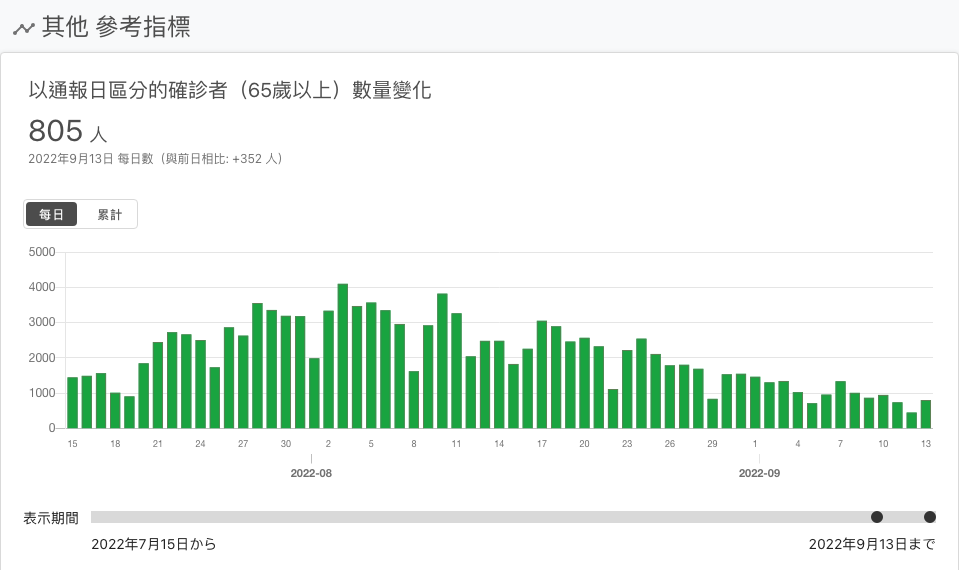 其他 參考指標
以通報日區分的確診者（65歲以上）數量變化
805 人
2022年9月13日 每日數（與前日相比: +352 人）
每日 累計
5000
4000
3000
2000
1000
0
15 18 21 24 27 30 2 5 8 11 14 17 20 23 26 29 1 4 7 10 13
2022-08 2022-09
表示期間
2022年7月15日から 2022年9月13日まで